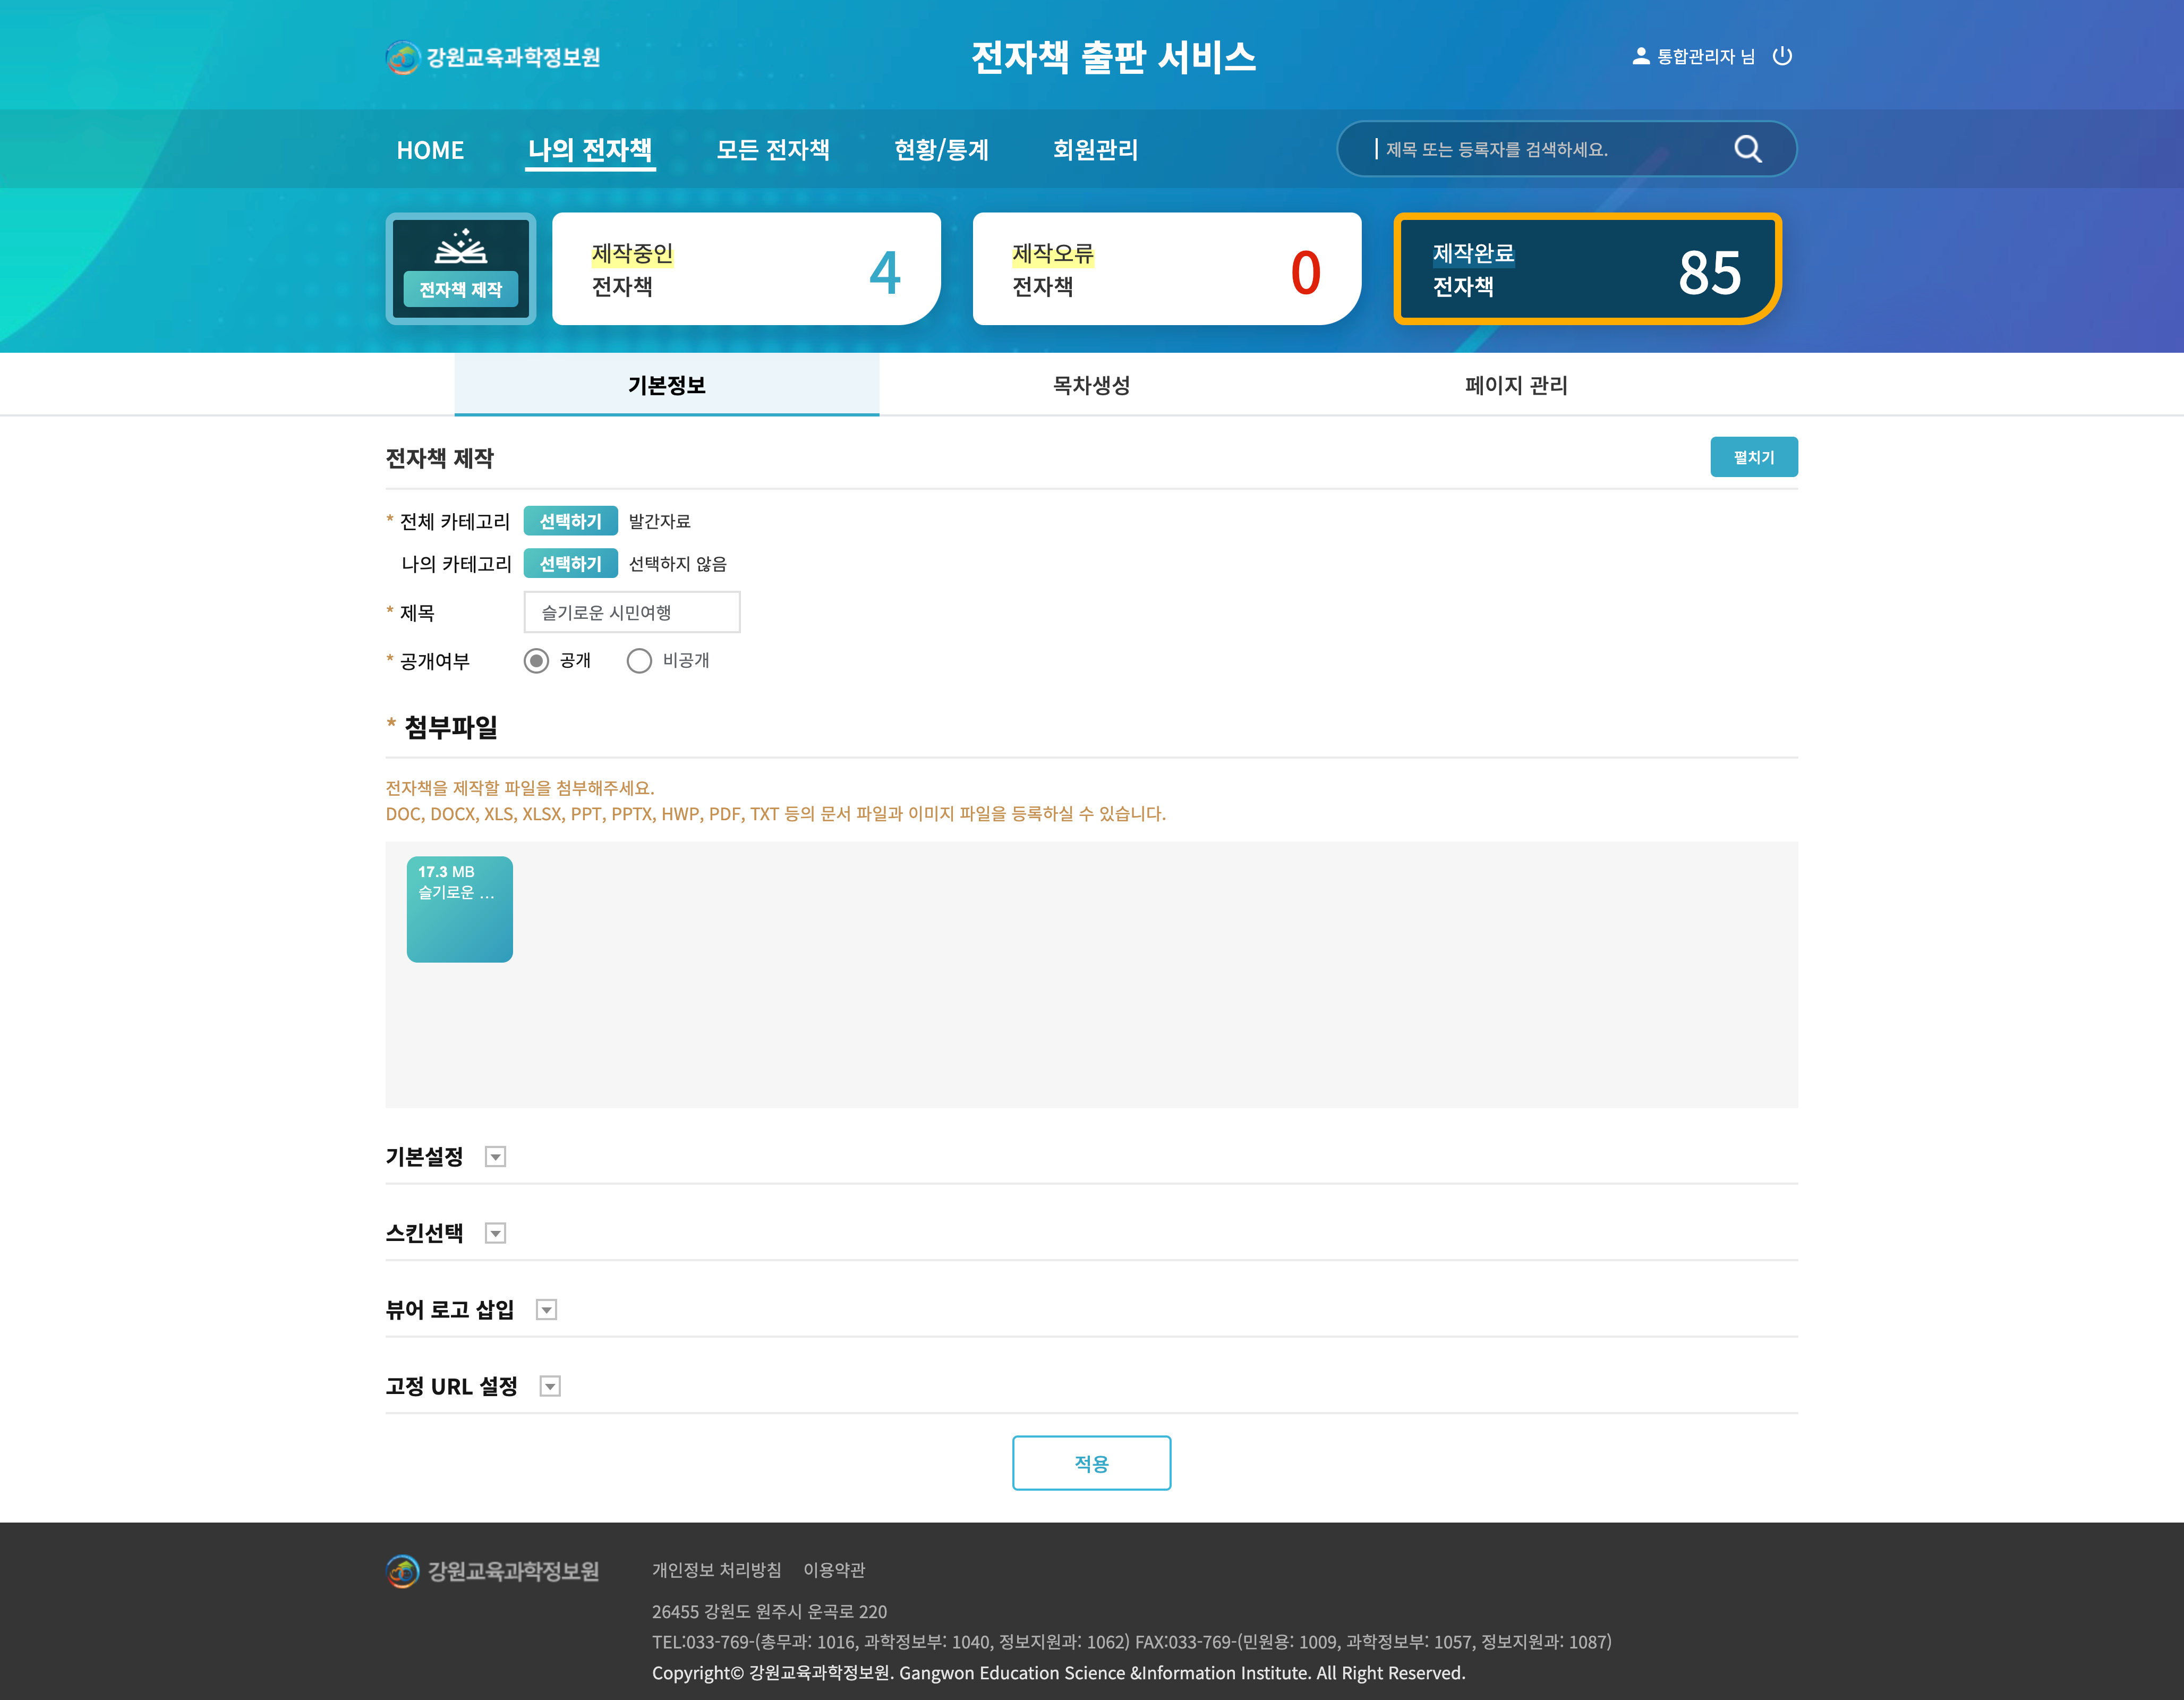 강원교육과학정보원
전자책 출판 서비스
통합관리자 님
HOME 나의 전자책 모든 전자책 현황/통계 회원관리
제목 또는 등록자를 검색하세요.
전자책 제작
제작중인
전자책
4
제작오류
전자책
0
제작완료
전자책
85
기본정보 목차생성 페이지 관리
전자책 제작 펼치기
* 전체 카테고리 선택하기 발간자료
나의 카테고리 선택하기 선택하지 않음
* 제목 슬기로운 시민여행
* 공개여부 공개 비공개
* 첨부파일
전자책을 제작할 파일을 첨부해주세요.
DOC, DOCX, XLS, XLSX, PPT, PPTX, HWP, PDF, TXT 등의 문서 파일과 이미지 파일을 등록하실 수 있습니다.
17.3 MB
슬기로운 ...
기본설정
스킨선택
뷰어 로고 삽입
고정 URL 설정
적용
강원교육과학정보원
개인정보 처리방침 이용약관
26455 강원도 원주시 운곡로 220
TEL:033-769-(총무과: 1016, 과학정보부: 1040, 정보지원과: 1062) FAX:033-769-(민원용: 1009, 과학정보부: 1057, 정보지원과: 1087)
Copyright© 강원교육과학정보원. Gangwon Education Science &Information Institute. All Right Reserved.